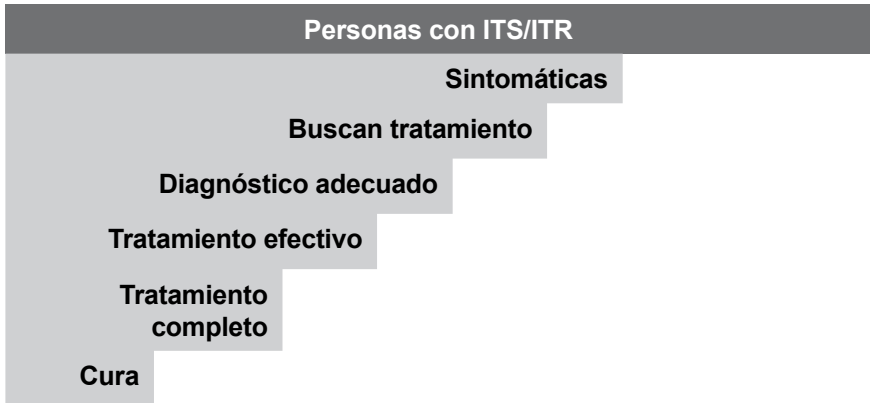 Personas con ITS/ITR
Sintomáticas
Buscan tratamiento
Diagnóstico adecuado
Tratamiento efectivo
Tratamiento
completo
Cura